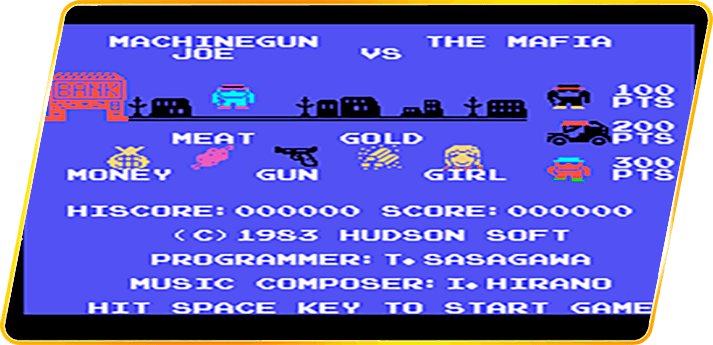 MACHINEGUN THE MAFIA
JOE VS
BANK
100
PTS
MEAT GOLD
200
PTS
MONEY GUN GIRL
300
PTS
HISCORE:000000 SCORE:000000
(C)1983 HUDSON SOFT
PROGRAMMER:T.SASAGAWA
MUSIC COMPOSER:I.HIRANO
HIT SPACE KEY TO START GAME